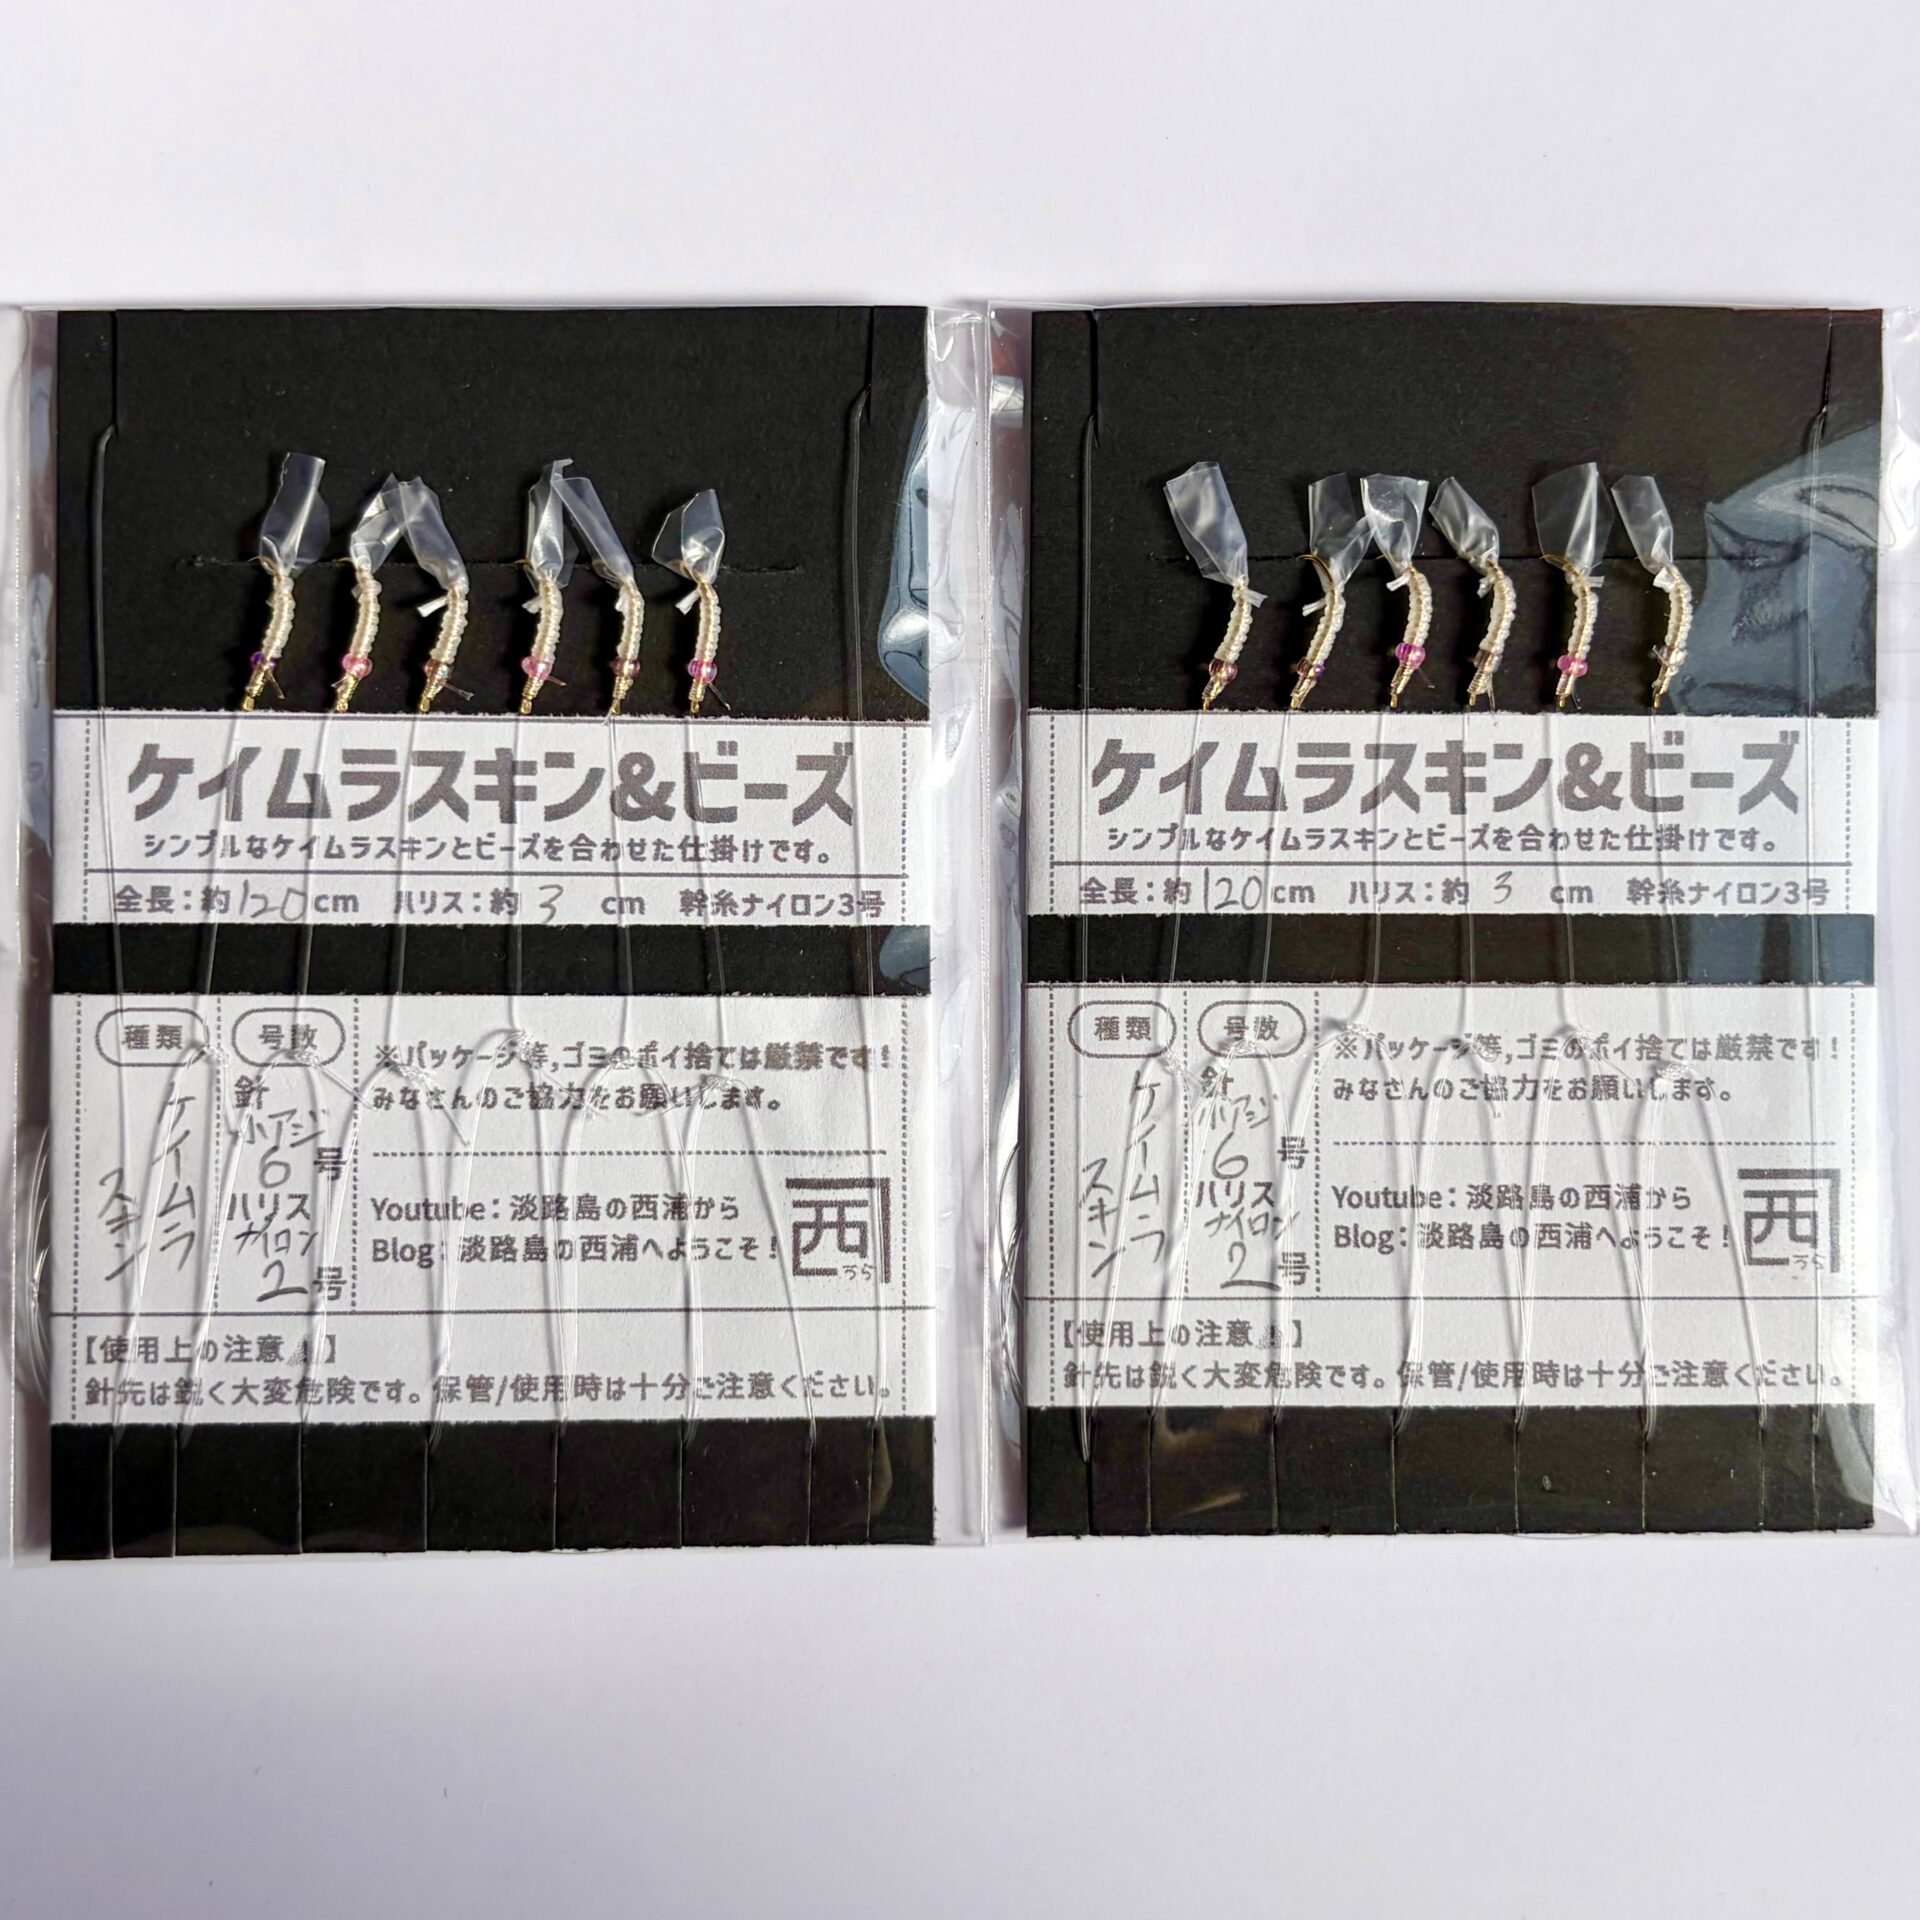 ケイムラスキン&ビーズ
シンプルなケイムラスキンとビーズを合わせた仕掛けです。
全長：約120cm ハリス：約 3 cm 幹糸ナイロン3号
種類
ケイムラ
スキン
号数
針
小アジ
6号
ハリス
ナイロン
2号
※パッケージ等,ゴミのポイ捨ては厳禁です！
みなさんのご協力をお願いします。
Youtube：淡路島の西浦から
Blog：淡路島の西浦へようこそ！
西
うら
【使用上の注意！】
針先は鋭く大変危険です。保管/使用時は十分ご注意ください。
ケイムラスキン&ビーズ
シンプルなケイムラスキンとビーズを合わせた仕掛けです。
全長：約120cm ハリス：約 3 cm 幹糸ナイロン3号
種類
ケイムラ
スキン
号数
針
小アジ
6号
ハリス
ナイロン
2号
※パッケージ等,ゴミのポイ捨ては厳禁です！
みなさんのご協力をお願いします。
Youtube：淡路島の西浦から
Blog：淡路島の西浦へようこそ！
西
うら
【使用上の注意！】
針先は鋭く大変危険です。保管/使用時は十分ご注意ください。